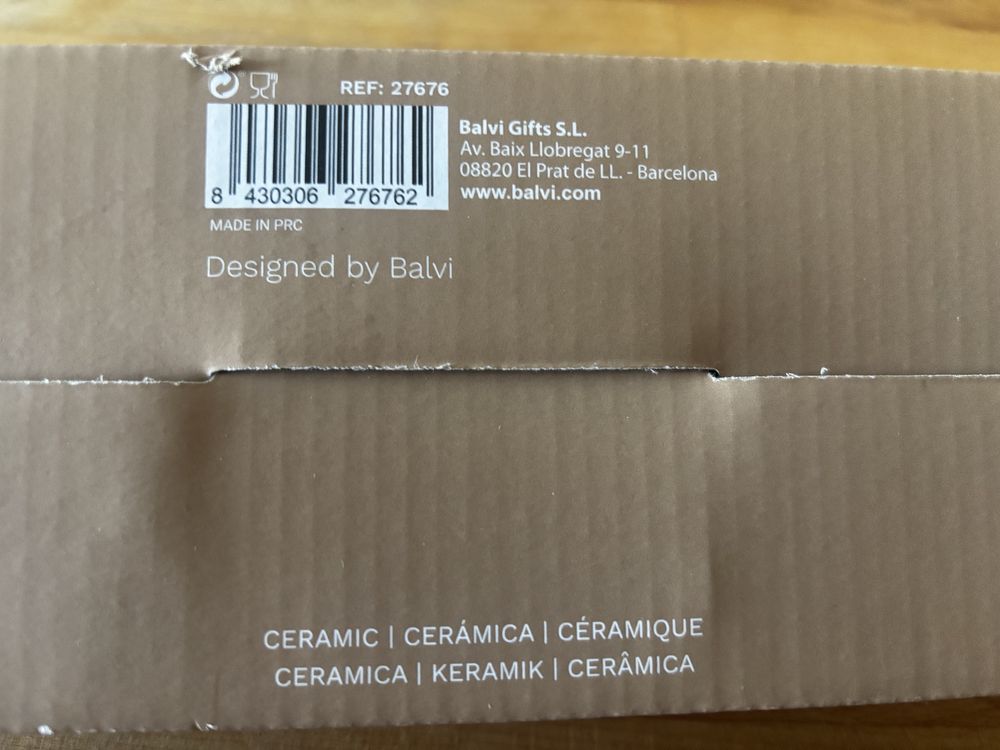 REF: 27676
8 430306 276762
Balvi Gifts S.L.
Av. Baix Llobregat 9-11
08820 El Prat de LL. - Barcelona
www.balvi.com
MADE IN PRC
Designed by Balvi
CERAMIC | CERÁMICA | CÉRAMIQUE
CERAMICA | KERAMIK | CERÂMICA